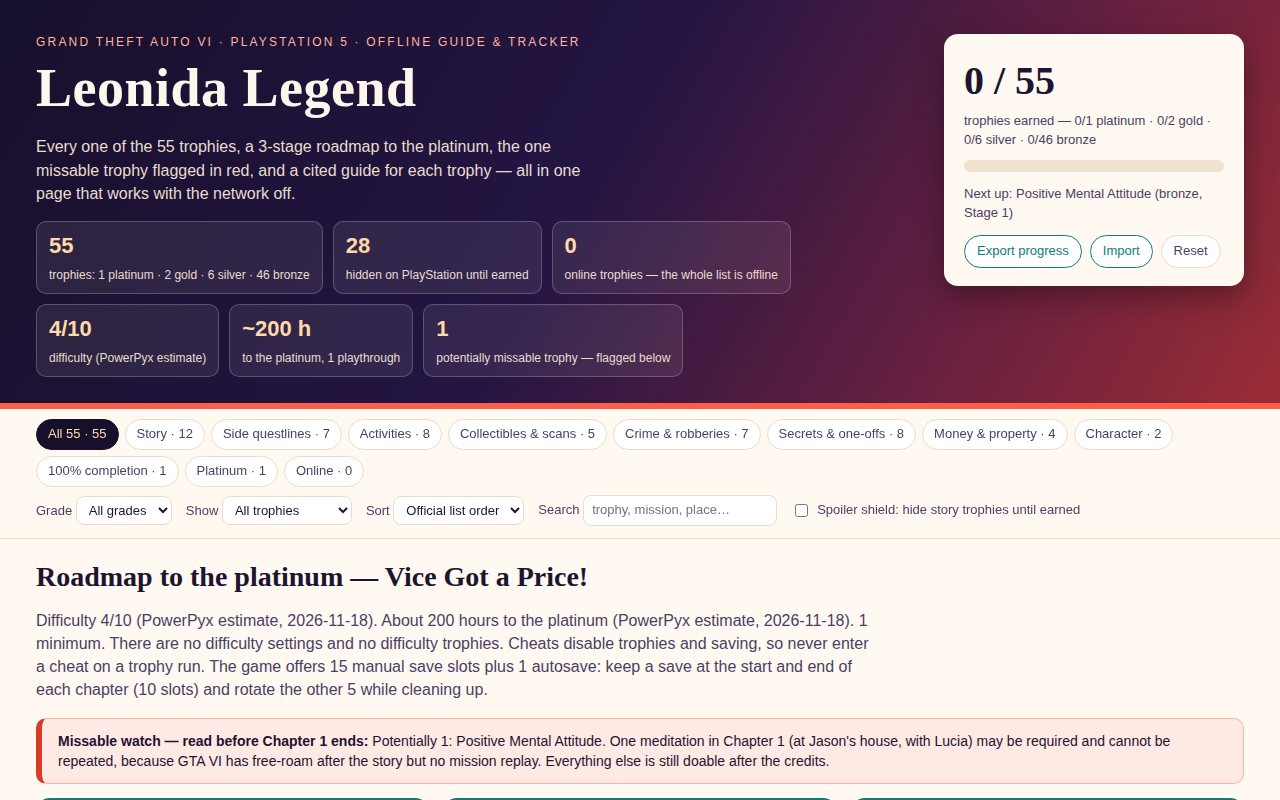 GRAND THEFT AUTO VI · PLAYSTATION 5 · OFFLINE GUIDE & TRACKER
Leonida Legend
Every one of the 55 trophies, a 3-stage roadmap to the platinum, the one
missable trophy flagged in red, and a cited guide for each trophy — all in one
page that works with the network off.
55
trophies: 1 platinum · 2 gold · 6 silver · 46 bronze
28
hidden on PlayStation until earned
0
online trophies — the whole list is offline
4/10
difficulty (PowerPyx estimate)
~200 h
to the platinum, 1 playthrough
1
potentially missable trophy — flagged below
0 / 55
trophies earned — 0/1 platinum · 0/2 gold ·
0/6 silver · 0/46 bronze
Next up: Positive Mental Attitude (bronze,
Stage 1)
Export progress Import Reset
All 55 · 55 Story · 12 Side questlines · 7 Activities · 8 Collectibles & scans · 5 Crime & robberies · 7 Secrets & one-offs · 8 Money & property · 4 Character · 2
100% completion · 1 Platinum · 1 Online · 0
Grade All grades Show All trophies Sort Official list order Search trophy, mission, place… Spoiler shield: hide story trophies until earned
Roadmap to the platinum — Vice Got a Price!
Difficulty 4/10 (PowerPyx estimate, 2026-11-18). About 200 hours to the platinum (PowerPyx estimate, 2026-11-18). 1
minimum. There are no difficulty settings and no difficulty trophies. Cheats disable trophies and saving, so never enter
a cheat on a trophy run. The game offers 15 manual save slots plus 1 autosave: keep a save at the start and end of
each chapter (10 slots) and rotate the other 5 while cleaning up.
Missable watch — read before Chapter 1 ends: Potentially 1: Positive Mental Attitude. One meditation in Chapter 1 (at Jason's house, with Lucia) may be required and cannot be
repeated, because GTA VI has free-roam after the story but no mission replay. Everything else is still doable after the credits.